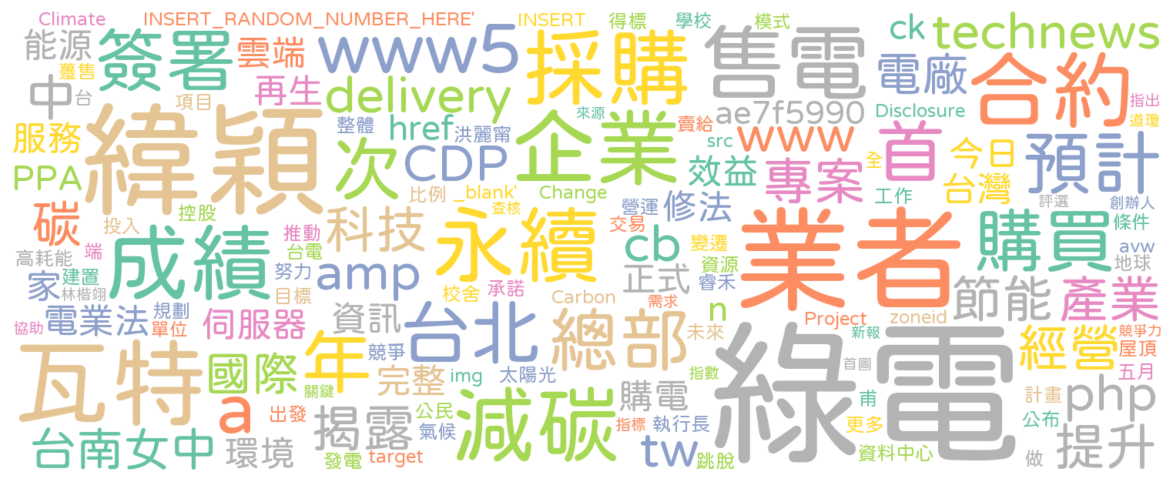 Climate
INSERT_RANDOM_NUMBER_HERE'
INSERT
得標
學校
模式
ck
technews
能源
簽署
雲端
www5
採購
售電
電廠
合約
躉售
中
台
項目
再生
delivery
來源
ae7f5990
Disclosure
指出
道瓊
緯穎
整體
href
洪麗甯
企業
賣給
www
首
今日
預計
服務
次
CDP
src
效益
專案
全
台灣
PPA
比例
_blank'
Change
查核
工作
評選
創辦人
碳
投入
控股
科技
永續
營運
修法
交易
業者
購買
條件
成績
推動
台電
cb
變遷
avw
地球
高耗能
端
建置
家
林楷翊
努力
目標
amp
校舍
承諾
正式
資源
睿禾
節能
產業
電業法
規劃
單位
協助
伺服器
資訊
台北
Carbon
總部
需求
n
未來
Project
zoneid
新報
競爭力
屋頂
瓦特
國際
年
競爭
完整
img
太陽光
指數
首圖
綠電
經營
五月
關鍵
a
出發
揭露
公民
氣候
減碳
購電
指標
執行長
甫
更多
計畫
公布
php
台南女中
環境
發電
target
tw
跳脫
資料中心
做
提升